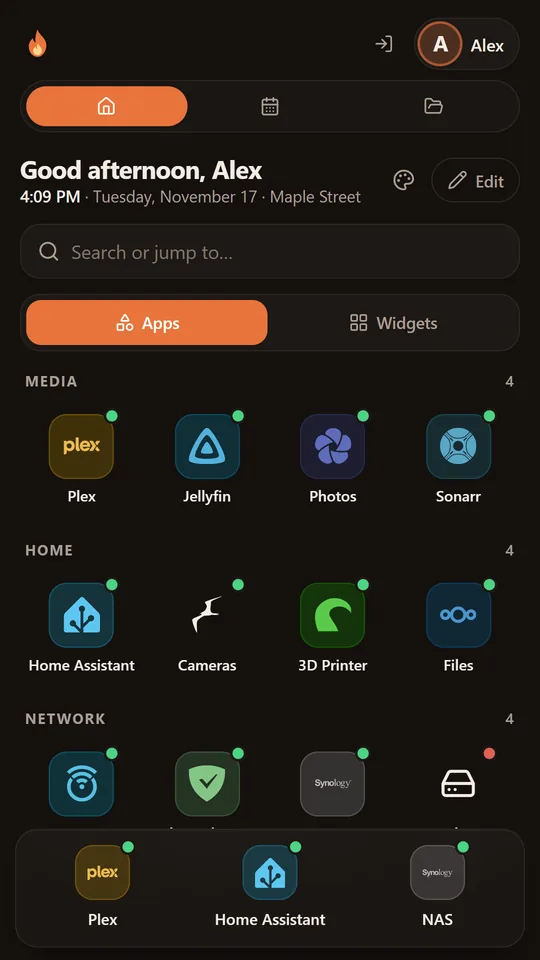 A Alex
Good afternoon, Alex
4:09 PM · Tuesday, November 17 · Maple Street
Edit
Search or jump to...
Apps
Widgets
MEDIA 4
plex
Plex Jellyfin Photos Sonarr
HOME 4
Home Assistant Cameras 3D Printer Files
NETWORK 4
Synology
plex Synology
Plex Home Assistant NAS